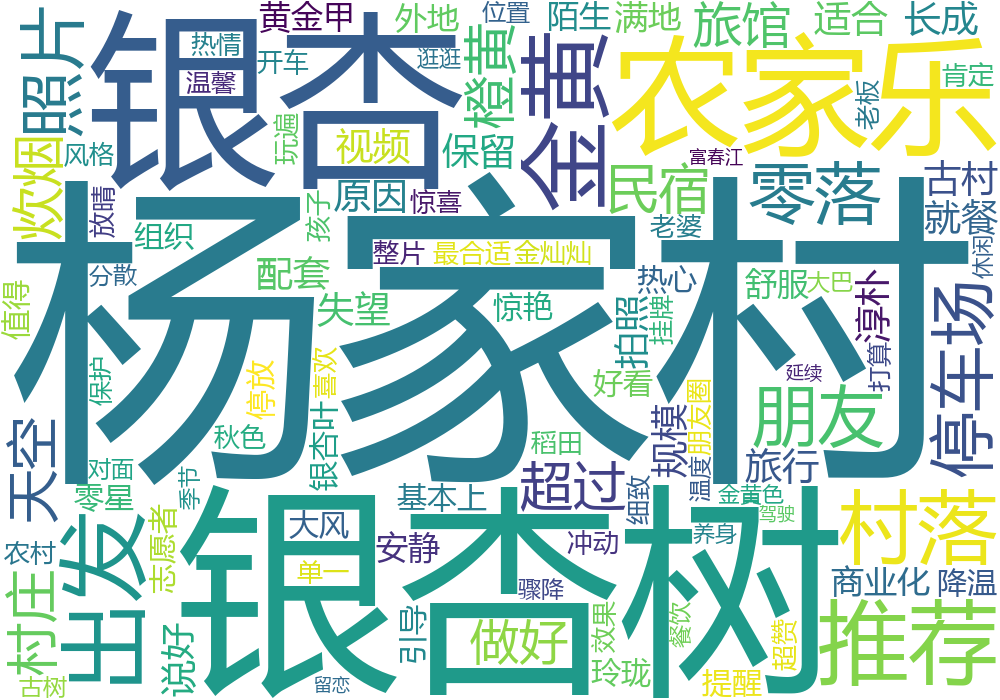 黄金甲
外地
位置
陌生
满地
旅馆
适合
长成
照片
银杏
热情
开车
逛逛
橙黄
金黄
农家乐
肯定
温馨
老板
玩遍
视频
保留
炊烟
风格
富春江
民宿
零落
古村
放晴
原因
惊喜
孩子
组织
老婆
就餐
杨家村
整片
最合适
金灿灿
休闲
分散
配套
热心
舒服
大巴
淳朴
值得
失望
惊艳
拍照
挂牌
停车场
打算
延续
保护
停放
喜欢
好看
朋友圈
朋友
银杏叶
规模
天空
秋色
稻田
旅行
对面
零星
季节
基本上
超过
细致
温度
金黄色
驾驶
村落
出发
银杏树
志愿者
大风
安静
冲动
养身
农村
单一
骤降
商业化
降温
村庄
说好
引导
做好
效果
餐饮
超赞
推荐
玲珑
提醒
古树
留恋